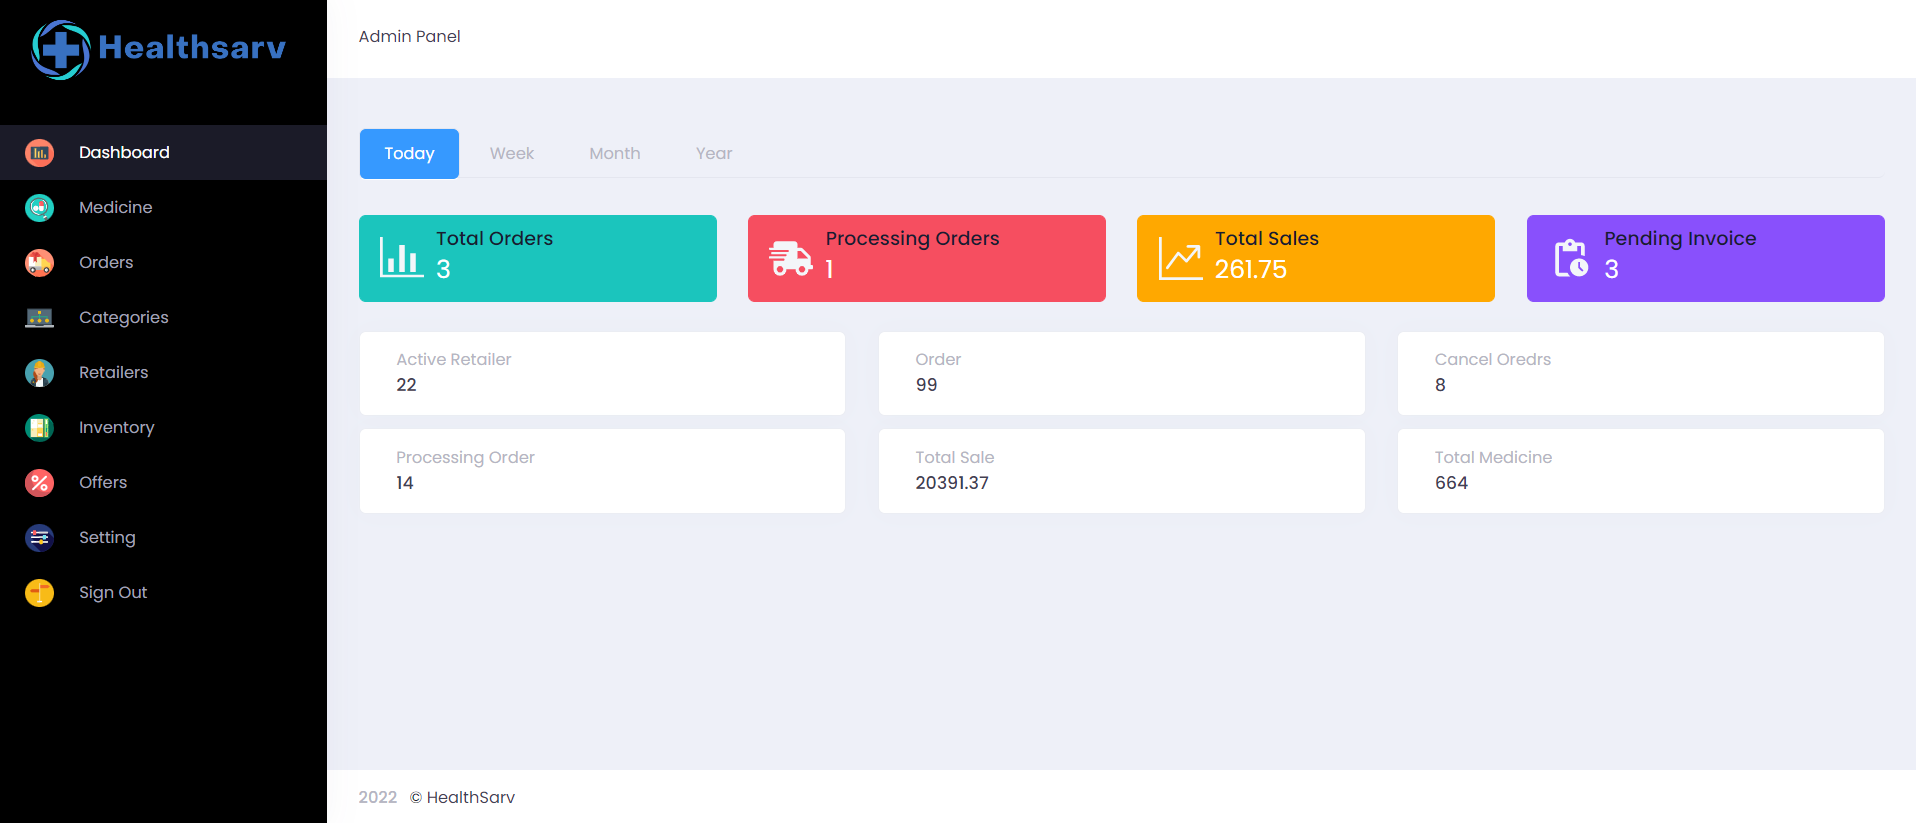 Healthsarv
Admin Panel
Dashboard
Medicine
Orders
Categories
Retailers
Inventory
Offers
Setting
Sign Out
Today Week Month Year
Total Orders
3
Processing Orders
1
Total Sales
261.75
Pending Invoice
3
Active Retailer
22
Order
99
Cancel Oredrs
8
Processing Order
14
Total Sale
20391.37
Total Medicine
664
2022 © HealthSarv